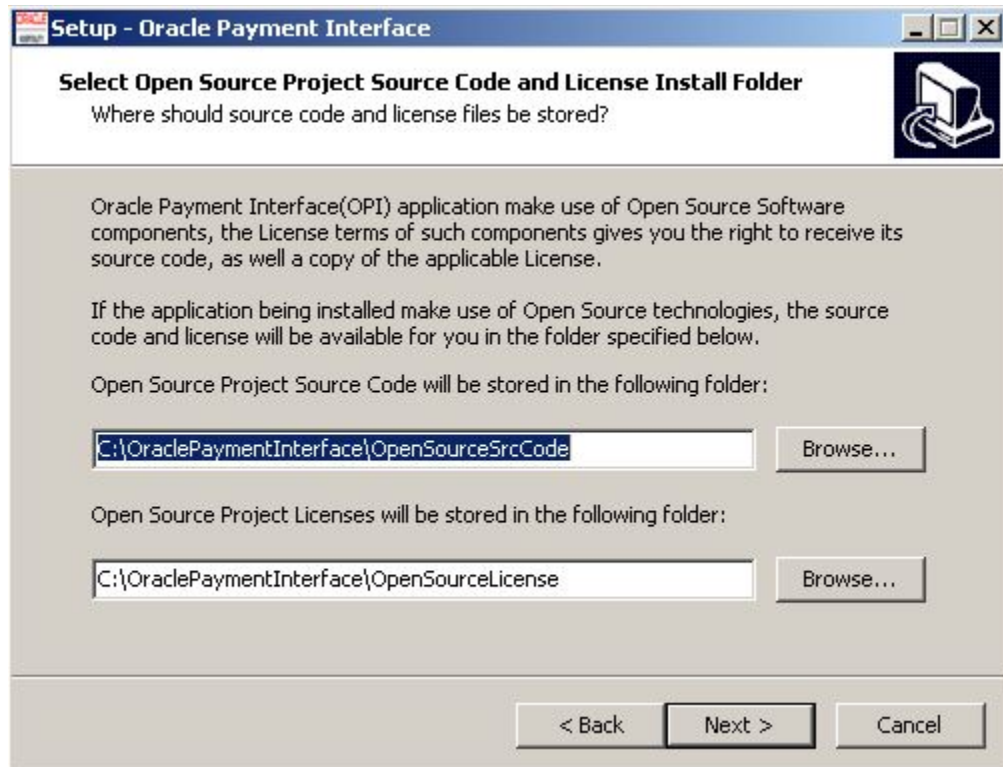 Setup - Oracle Payment Interface
Select Open Source Project Source Code and License Install Folder
Where should source code and license files be stored?
Oracle Payment Interface(OPI) application make use of Open Source Software
components, the License terms of such components gives you the right to receive its
source code, as well a copy of the applicable License.
If the application being installed make use of Open Source technologies, the source
code and license will be available for you in the folder specified below.
Open Source Project Source Code will be stored in the following folder:
C:\OraclePaymentInterface\OpenSourceSrcCode
Browse...
Open Source Project Licenses will be stored in the following folder:
C:\OraclePaymentInterface\OpenSourceLicense
Browse...
< Back
Next >
Cancel